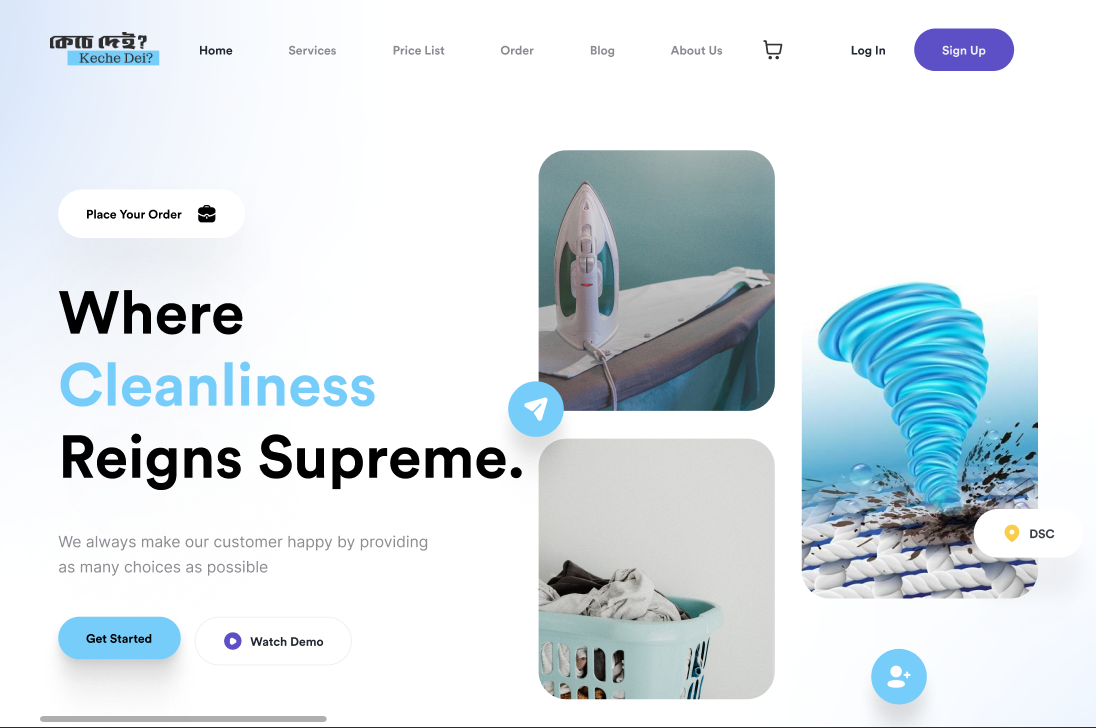 কেচে দেই?
Keche Dei?
Home
Services
Price List
Order
Blog
About Us
Log In
Sign Up
Place Your Order
Where
Cleanliness
Reigns Supreme.
We always make our customer happy by providing
as many choices as possible
DSC
Get Started
Watch Demo